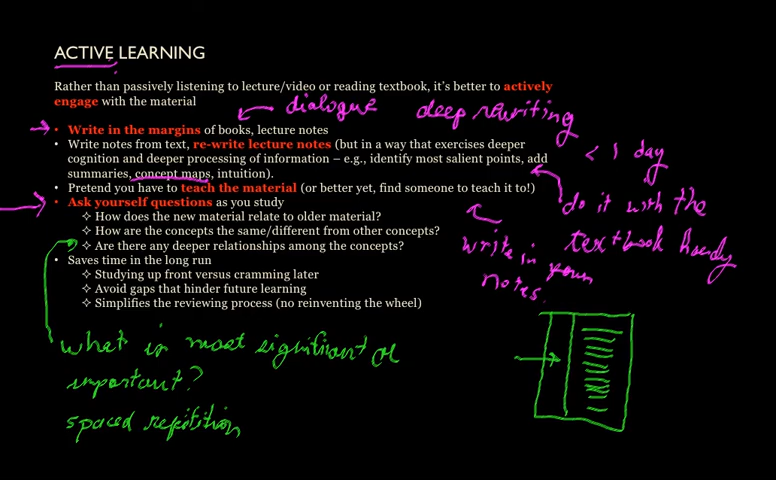 ACTIVE LEARNING
Rather than passively listening to lecture/video or reading textbook, it's better to actively
engage with the material
dialogue deep rewriting
• Write in the margins of books, lecture notes
• Write notes from text, re-write lecture notes (but in a way that exercises deeper
cognition and deeper processing of information – e.g., identify most salient points, add
summaries, concept maps, intuition).
< 1 day
• Pretend you have to teach the material (or better yet, find someone to teach it to!)
• Ask yourself questions as you study
do it with the
textbook handy
✧ How does the new material relate to older material?
✧ How are the concepts the same/different from other concepts?
✧ Are there any deeper relationships among the concepts?
write in your
notes.
• Saves time in the long run
✧ Studying up front versus cramming later
✧ Avoid gaps that hinder future learning
✧ Simplifies the reviewing process (no reinventing the wheel)
what is most significant or
important?
spaced repitition